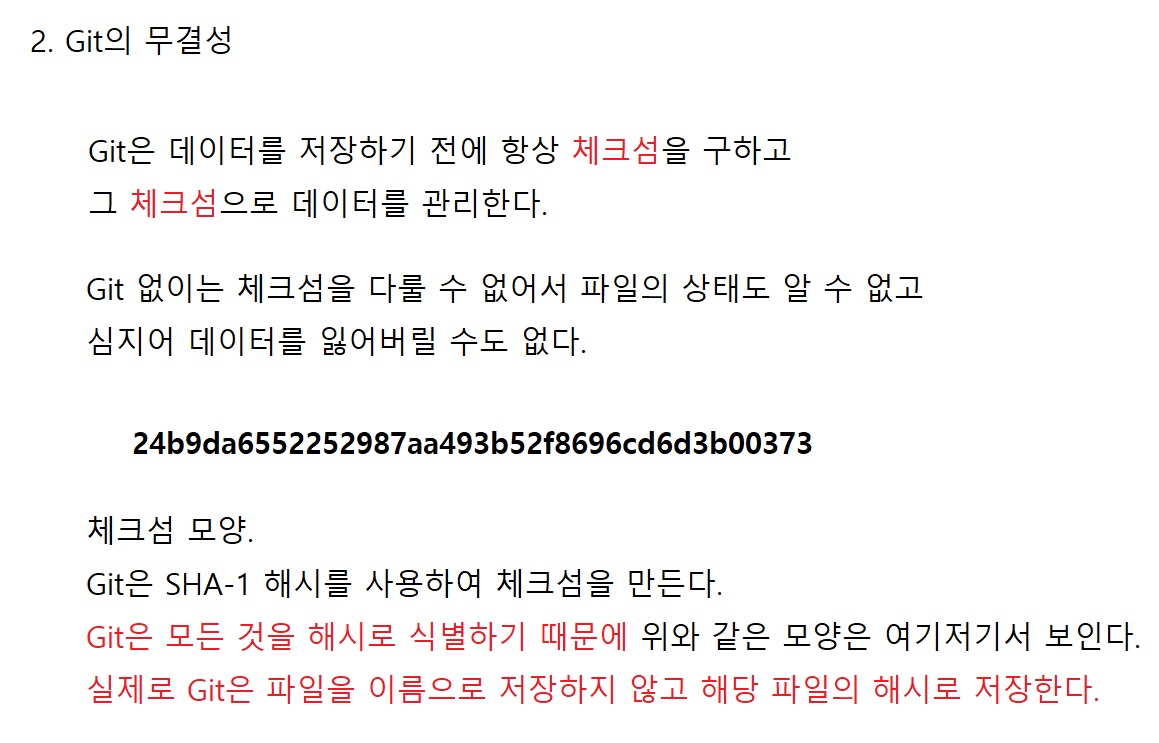 2. Git의 무결성
Git은 데이터를 저장하기 전에 항상 체크섬을 구하고
그 체크섬으로 데이터를 관리한다.
Git 없이는 체크섬을 다룰 수 없어서 파일의 상태도 알 수 없고
심지어 데이터를 잃어버릴 수도 없다.
24b9da6552252987aa493b52f8696cd6d3b00373
체크섬 모양.
Git은 SHA-1 해시를 사용하여 체크섬을 만든다.
Git은 모든 것을 해시로 식별하기 때문에 위와 같은 모양은 여기저기서 보인다.
실제로 Git은 파일을 이름으로 저장하지 않고 해당 파일의 해시로 저장한다.